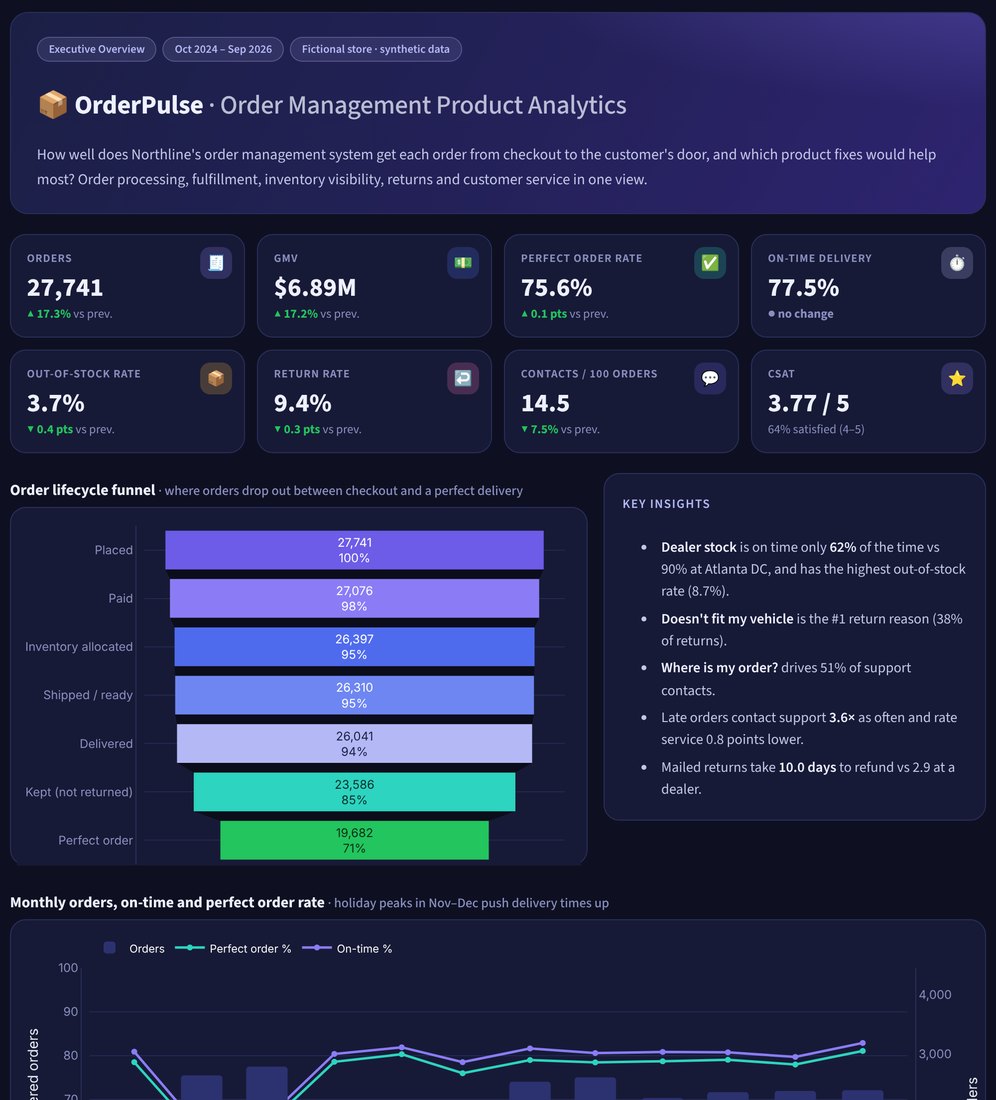 Executive Overview
Oct 2024 – Sep 2026
Fictional store · synthetic data
OrderPulse · Order Management Product Analytics
How well does Northline's order management system get each order from checkout to the customer's door, and which product fixes would help
most? Order processing, fulfillment, inventory visibility, returns and customer service in one view.
ORDERS
27,741
▲ 17.3% vs prev.
GMV
$6.89M
▲ 17.2% vs prev.
PERFECT ORDER RATE
75.6%
▲ 0.1 pts vs prev.
ON-TIME DELIVERY
77.5%
● no change
OUT-OF-STOCK RATE
3.7%
▼ 0.4 pts vs prev.
RETURN RATE
9.4%
▼ 0.3 pts vs prev.
CONTACTS / 100 ORDERS
14.5
▼ 7.5% vs prev.
CSAT
3.77 / 5
64% satisfied (4–5)
Order lifecycle funnel · where orders drop out between checkout and a perfect delivery
Placed
27,741
100%
Paid
27,076
98%
Inventory allocated
26,397
95%
Shipped / ready
26,310
95%
Delivered
26,041
94%
Kept (not returned)
23,586
85%
Perfect order
19,682
71%
KEY INSIGHTS
• Dealer stock is on time only 62% of the time vs
90% at Atlanta DC, and has the highest out-of-stock
rate (8.7%).
• Doesn't fit my vehicle is the #1 return reason (38%
of returns).
• Where is my order? drives 51% of support
contacts.
• Late orders contact support 3.6× as often and rate
service 0.8 points lower.
• Mailed returns take 10.0 days to refund vs 2.9 at a
dealer.
Monthly orders, on-time and perfect order rate · holiday peaks in Nov–Dec push delivery times up
Orders
Perfect order %
On-time %
100
90
80
70
4,000
3,000
orders